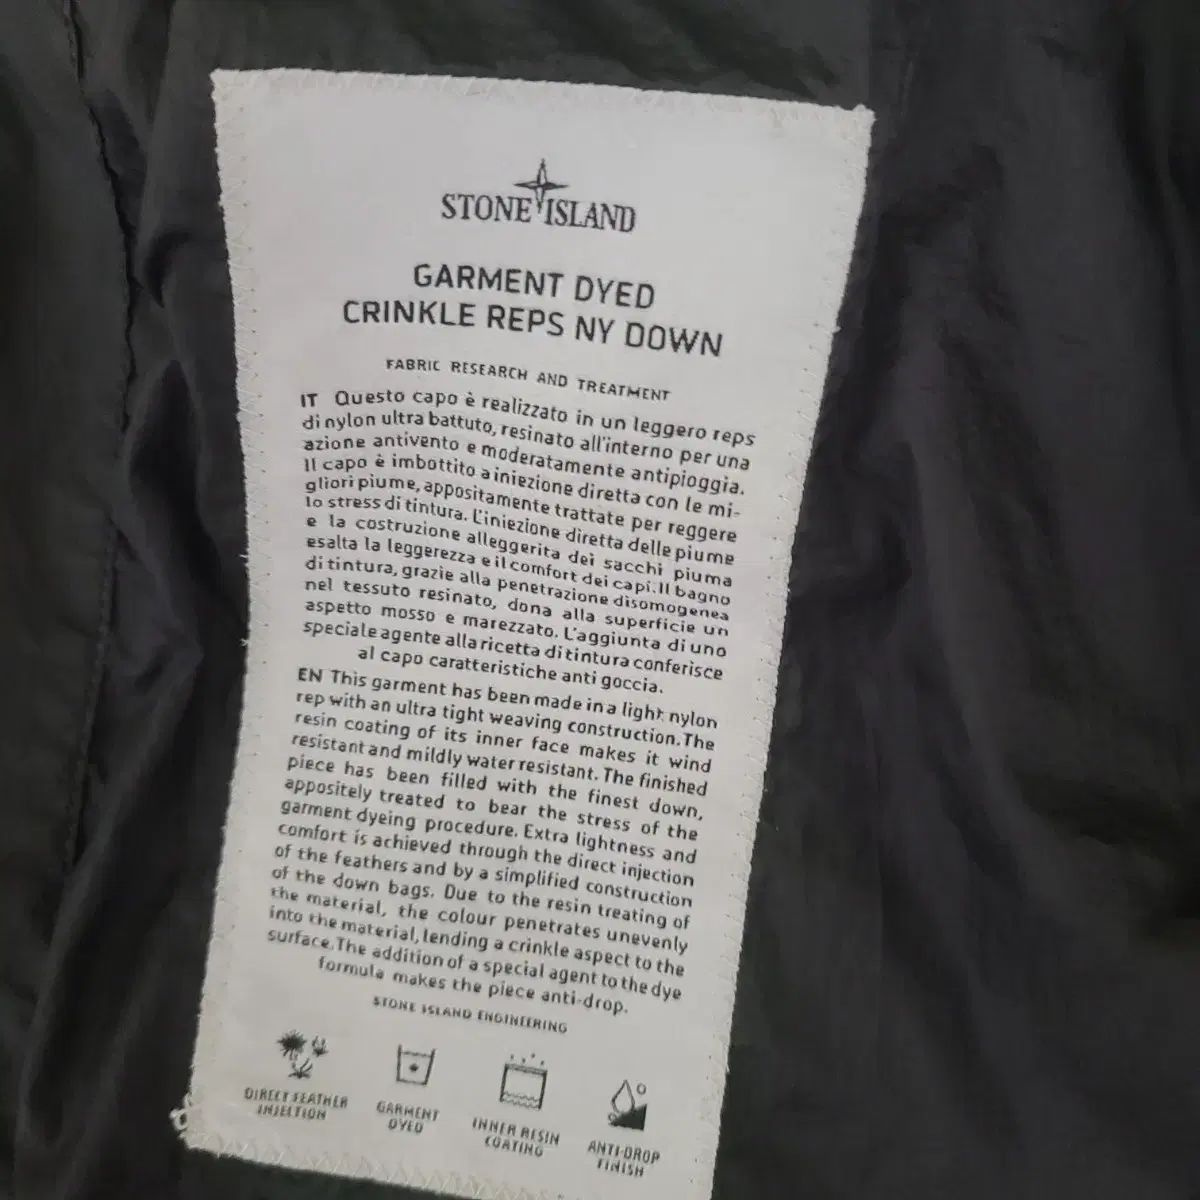 STONE ISLAND
GARMENT DYED
CRINKLE REPS NY DOWN
FABRIC RESEARCH AND TREATMENT
IT Questo capo è realizzato in un leggero reps
di nylon ultra battuto, resinato all'interno per una
azione antivento e moderatamente antipioggia.
Il capo è imbottito a iniezione diretta con le mi-
gliori piume, appositamente trattate per reggere
lo stress di tintura. L'iniezione diretta delle piume
e la costruzione alleggerita dei sacchi piuma
esalta la leggerezza e il comfort dei capi. Il bagno
di tintura, grazie alla penetrazione disomogenea
nel tessuto resinato, dona alla superficie un
aspetto mosso e marezzato. L'aggiunta di uno
speciale agente alla ricetta di tintura conferisce
al capo caratteristiche anti goccia.
EN This garment has been made in a light nylon
rep with an ultra tight weaving construction. The
resin coating of its inner face makes it wind
resistant and mildly water resistant. The finished
piece has been filled with the finest down,
appositely treated to bear the stress of the
garment dyeing procedure. Extra lightness and
comfort is achieved through the direct injection
of the feathers and by a simplified construction
of the down bags. Due to the resin treating of
the material, the colour penetrates unevenly
into the material, lending a crinkle aspect to the
surface. The addition of a special agent to the dye
formula makes the piece anti-drop.
STONE ISLAND ENGINEERING
DIRECT FEATHER
INJECTION
GARMENT
DYED
INNER RESIN
COATING
ANTI-DROP
FINISH